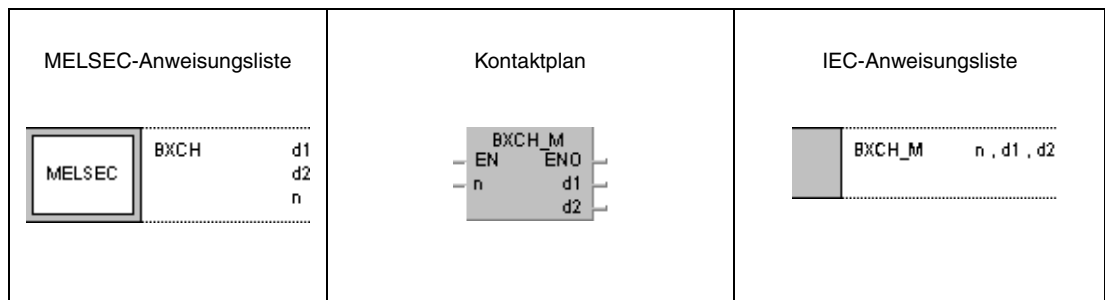 MELSEC-Anweisungsliste
MELSEC
BXCH d1
d2
n
Kontaktplan
BXCH_M
EN ENO
n d1
d2
IEC-Anweisungsliste
BXCH_M n , d1 , d2